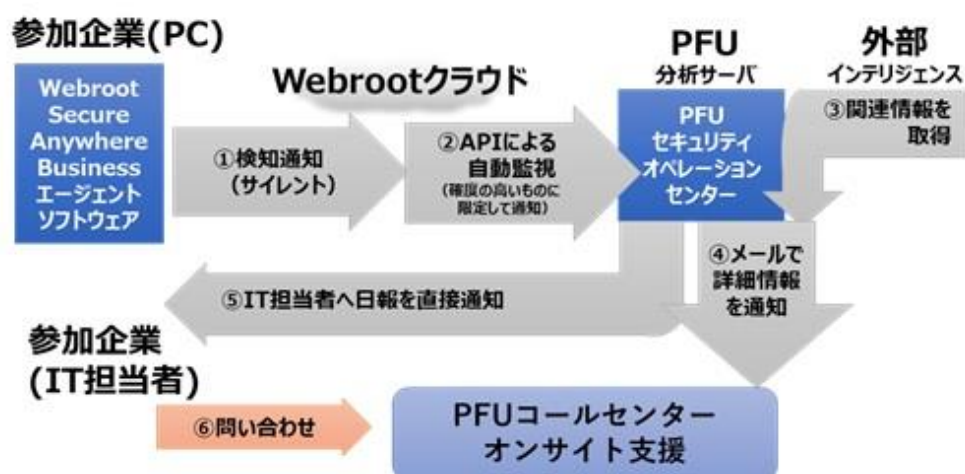 参加企業(PC)
Webroot
Secure
Anywhere
Business
エージェント
ソフトウェア
Webrootクラウド
①検知通知
(サイレント)
②APIによる
自動監視
(確度の高いものに
限定して通知)
PFU
分析サーバ
PFU
セキュリティ
オペレーション
センター
外部
インテリジェンス
③関連情報を
取得
④メールで
詳細情報
を通知
⑤IT担当者へ日報を直接通知
参加企業
(IT担当者)
⑥問い合わせ
PFUコールセンター
オンサイト支援